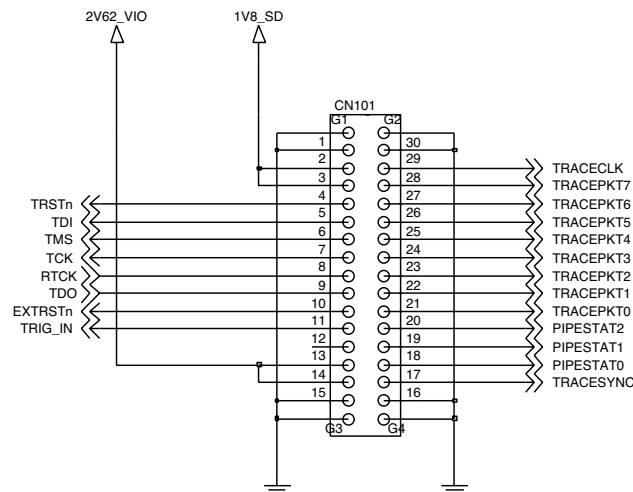 2V62_VIO 1V8_SD
CN101
G1 G2
1 30
2 29 TRACECLK
3 28 TRACEPKT7
TRSTn 4 27 TRACEPKT6
TDI 5 26 TRACEPKT5
TMS 6 25 TRACEPKT4
TCK 7 24 TRACEPKT3
RTCK 8 23 TRACEPKT2
TDO 9 22 TRACEPKT1
EXTRSTn 10 21 TRACEPKT0
TRIG_IN 11 20 PIPESTAT2
12 19 PIPESTAT1
13 18 PIPESTAT0
14 17 TRACESYNC
15 16
G3 G4